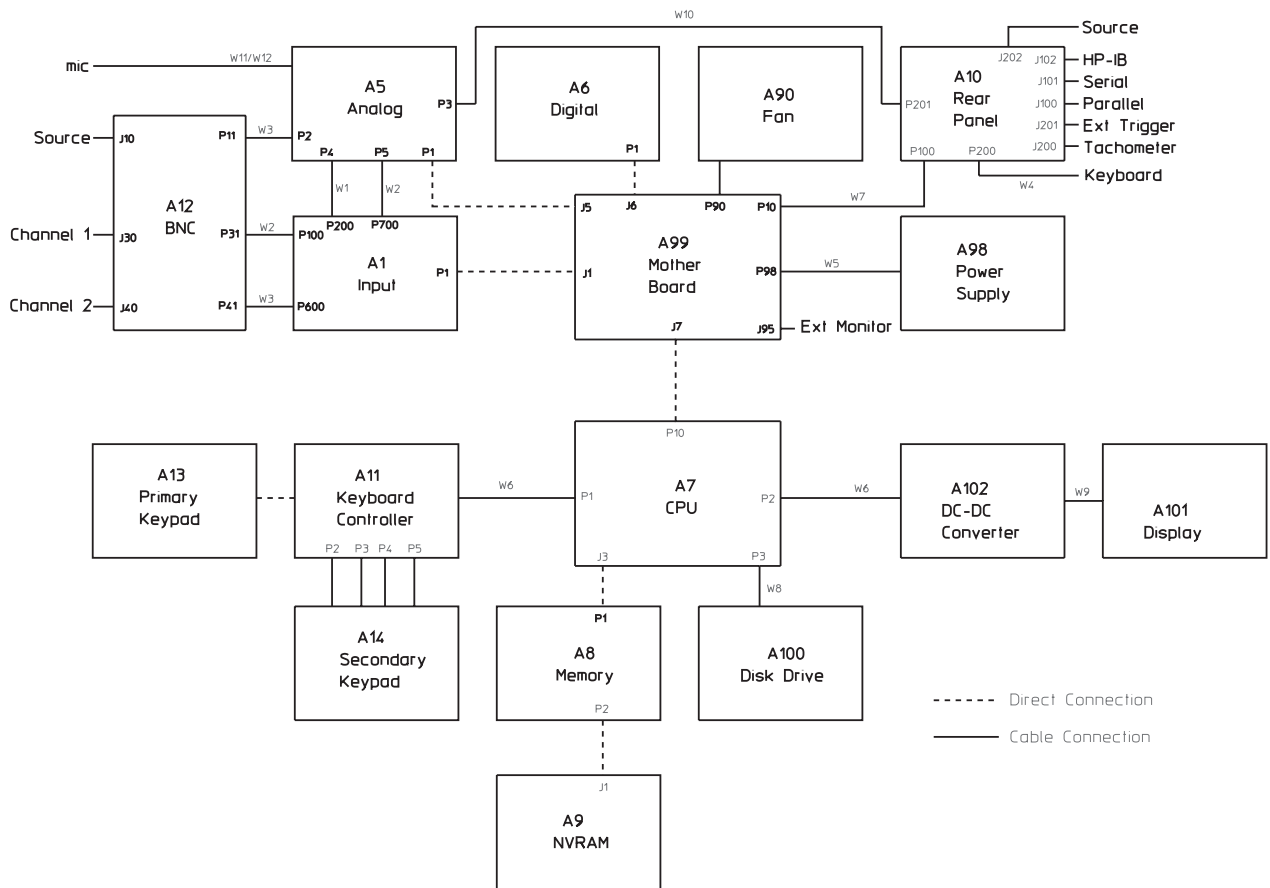 W10
Source
mic
W11/W12
A5
Analog
P3
P2
P4
P5
P1
A6
Digital
P1
A90
Fan
J202
A10
Rear
Panel
P201
P100
P200
J102
J101
J100
J201
J200
HP-IB
Serial
Parallel
Ext Trigger
Tachometer
W4
Keyboard
Source
J10
P11
W3
A12
BNC
Channel 1
J30
P31
W2
Channel 2
J40
P41
W3
W1
W2
P200
P700
P100
A1
Input
P1
P600
J5
J6
P90
P10
W7
A99
Mother
Board
J1
P98
W5
J7
J95
Ext Monitor
A98
Power
Supply
A13
Primary
Keypad
A11
Keyboard
Controller
P2
P3
P4
P5
W6
P10
P1
A7
CPU
P2
J3
P3
W6
A102
DC-DC
Converter
W9
A101
Display
W8
A14
Secondary
Keypad
P1
A8
Memory
P2
A100
Disk Drive
J1
A9
NVRAM
Direct Connection
Cable Connection